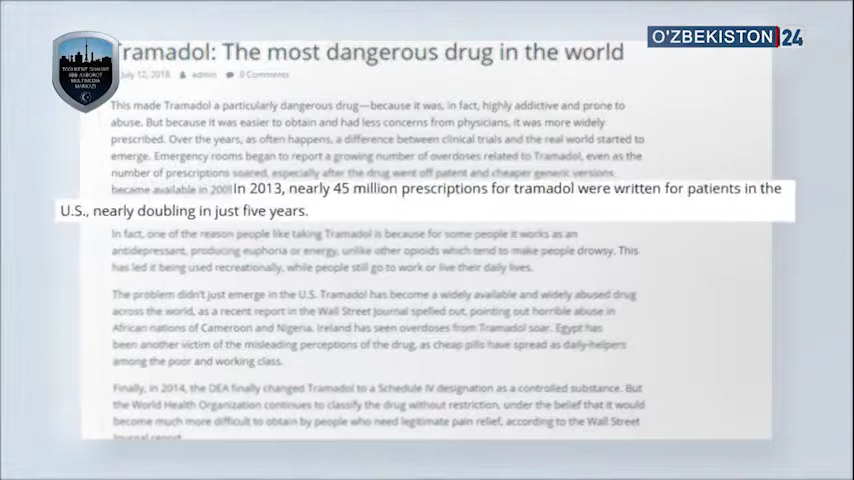 O'ZBEKISTON 24
TOSHKENT SHAHAR
IIBB AXBOROT
MULTIMEDIA
MARKAZI
Tramadol: The most dangerous drug in the world
July 12, 2018 admin 0 Comments
This made Tramadol a particularly dangerous drug—because it was, in fact, highly addictive and prone to
abuse. But because it was easier to obtain and had less concerns from physicians, it was more widely
prescribed. Over the years, as often happens, a difference between clinical trials and the real world started to
emerge. Emergency rooms began to report a growing number of overdoses related to Tramadol, even as the
number of prescriptions soared, especially after the drug went off patent and cheaper generic versions
became available in 2009 In 2013, nearly 45 million prescriptions for tramadol were written for patients in the
U.S., nearly doubling in just five years.
In fact, one of the reason people like taking Tramadol is because for some people it works as an
antidepressant, producing euphoria or energy, unlike other opioids which tend to make people drowsy. This
has led it being used recreationally, while people still go to work or live their daily lives.
The problem didn't just emerge in the U.S. Tramadol has become a widely available and widely abused drug
across the world, as a recent report in the Wall Street Journal spelled out, pointing out horrible abuse in
African nations of Cameroon and Nigeria. Ireland has seen overdoses from Tramadol soar. Egypt has
been another victim of the misleading perceptions of the drug, as cheap pills have spread as daily-helpers
among the poor and working class.
Finally, in 2014, the DEA finally changed Tramadol to a Schedule IV designation as a controlled substance. But
the World Health Organization continues to classify the drug without restriction, under the belief that it would
become much more difficult to obtain by people who need legitimate pain relief, according to the Wall Street
Journal report